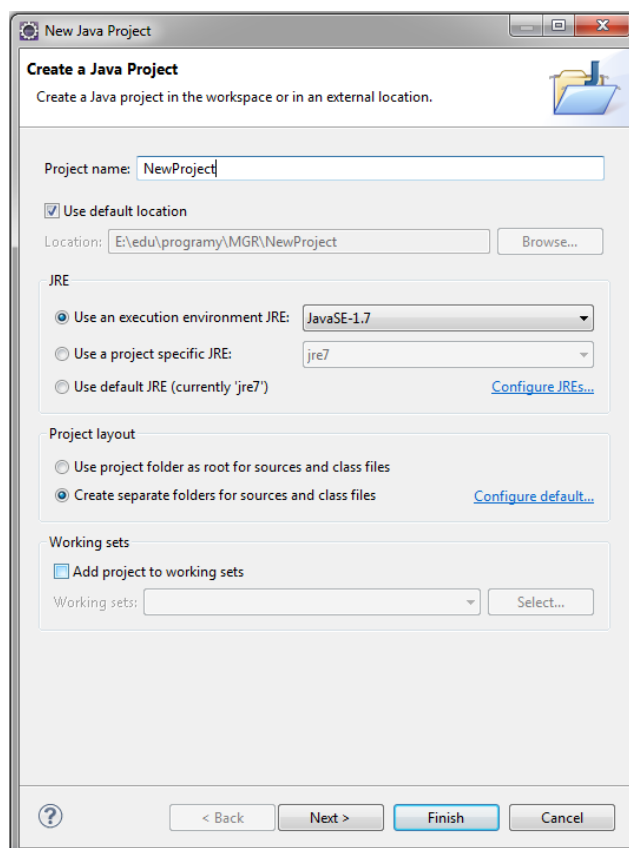 New Java Project
Create a Java Project
Create a Java project in the workspace or in an external location.
Project name: NewProject
Use default location
Location: E:\edu\programy\MGR\NewProject Browse...
JRE
Use an execution environment JRE: JavaSE-1.7
Use a project specific JRE: jre7
Use default JRE (currently 'jre7') Configure JREs...
Project layout
Use project folder as root for sources and class files
Create separate folders for sources and class files Configure default...
Working sets
Add project to working sets
Working sets: Select...
? < Back Next > Finish Cancel